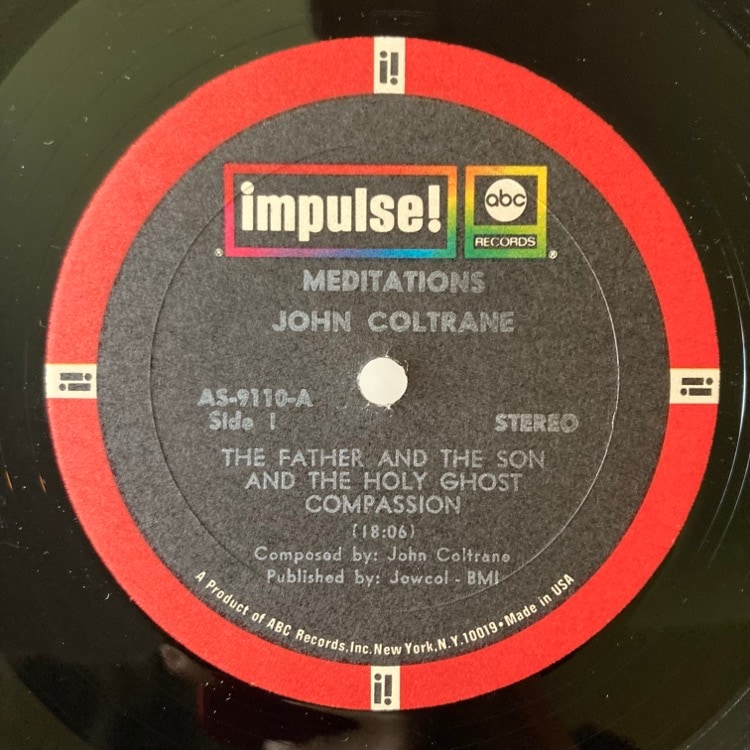 i!
impulse! abc
RECORDS
® ®
MEDITATIONS
JOHN COLTRANE
i! i!
AS-9110-A
Side 1 STEREO
THE FATHER AND THE SON
AND THE HOLY GHOST
COMPASSION
(18:06)
Composed by: John Coltrane
Published by: Jowcol - BMI
A Product of ABC Records, Inc. New York, N.Y. 10019 • Made in USA
i!